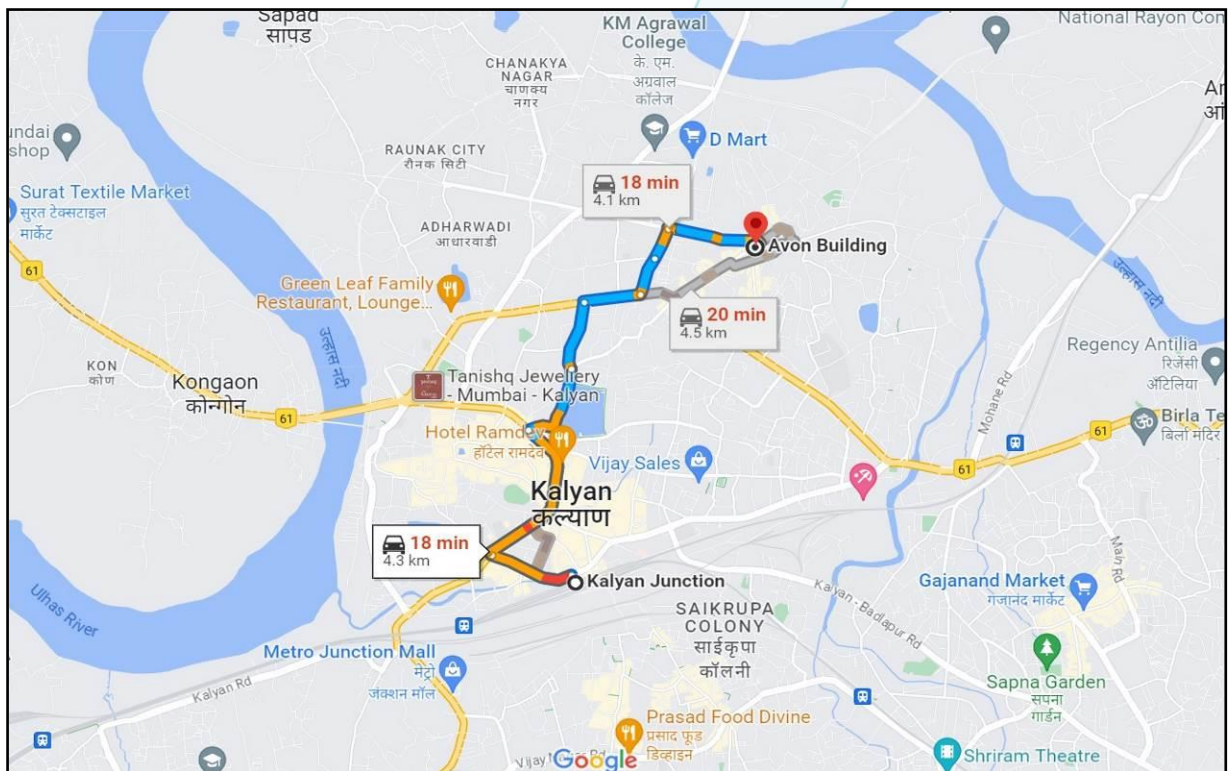 Sapad
सापड
KM Agrawal
College
के. एम.
अग्रवाल
कॉलेज
National Rayon Con
CHANAKYA
NAGAR
चाणक्य
नगर
undai
shop
D Mart
RAUNAK CITY
रौनक सिटी
Ar
आं
Surat Textile Market
सुरत टेक्सटाइल
मार्केट
18 min
4.1 km
ADHARWADI
आधारवाडी
Avon Building
61
Green Leaf Family
Restaurant, Lounge...
20 min
4.5 km
उल्हास नदी
उल्हास नदी
Regency Antilia
रिजेंसी
अँटिलिया
KON
कोण
Kongaon
कोन्गोन
Tanishq Jewellery
- Mumbai - Kalyan
61
Mohane Rd
61
Birla Te
बिर्ला मंदिर
Hotel Ramdev
हॉटेल रामदेव
Vijay Sales
61
Kalyan
कल्याण
18 min
4.3 km
Kalyan Junction
Ulhas River
Main Rd
Kalyan - Badlapur Rd
Gajanand Market
गजानंद मार्केट
SAIKRUPA
COLONY
साईकृपा
कॉलनी
Metro Junction Mall
मेट्रो
जंक्शन मॉल
Kalyan Rd
Sapna Garden
सपना
गार्डन
Prasad Food Divine
प्रसाद फूड
डिव्हाइन
Google
Shriram Theatre